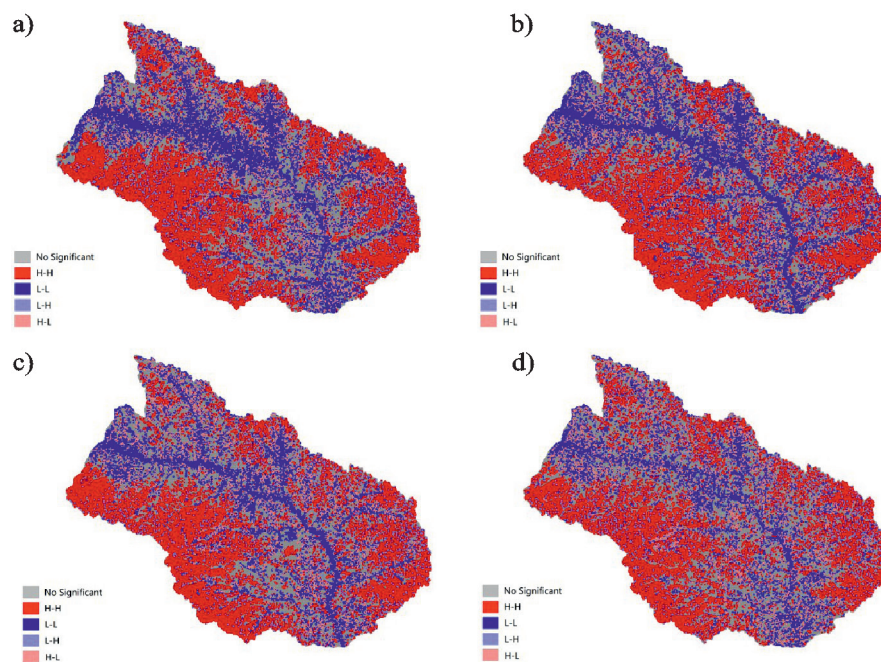 a)
No Significant
H-H
L-L
L-H
H-L
b)
No Significant
H-H
L-L
L-H
H-L
c)
No Significant
H-H
L-L
L-H
H-L
d)
No Significant
H-H
L-L
L-H
H-L